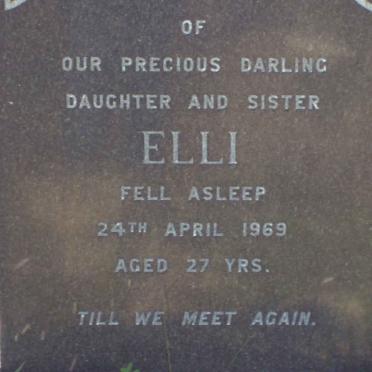 OF
OUR PRECIOUS DARLING
DAUGHTER AND SISTER
ELLI
FELL ASLEEP
24TH APRIL 1969
AGED 27 YRS.
TILL WE MEET AGAIN.